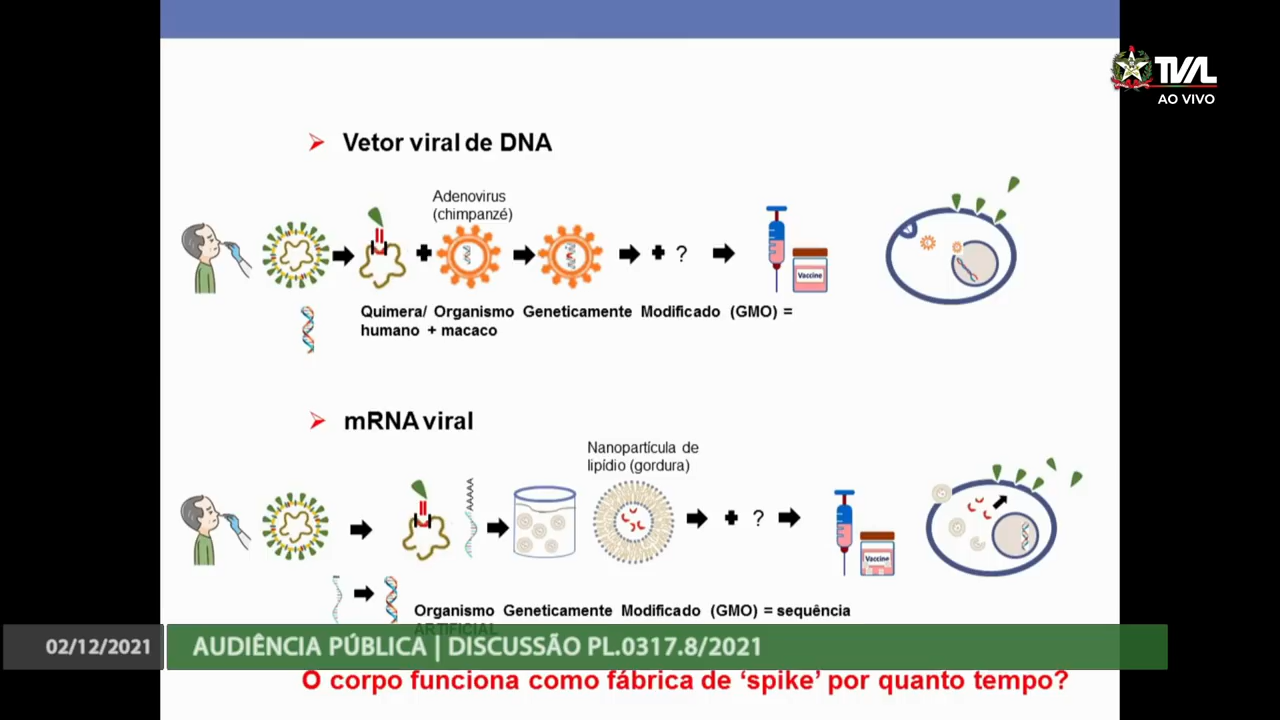 TVAL
AO VIVO
Vetor viral de DNA
Adenovirus
(chimpanzé)
?
Vaccine
Quimera/ Organismo Geneticamente Modificado (GMO) =
humano + macaco
mRNA viral
Nanopartícula de
lipídio (gordura)
AAAAA
?
Vaccine
Organismo Geneticamente Modificado (GMO) = sequência
ARTIFICIAL
02/12/2021
AUDIÊNCIA PÚBLICA | DISCUSSÃO PL.0317.8/2021
O corpo funciona como fábrica de ‘spike’ por quanto tempo?